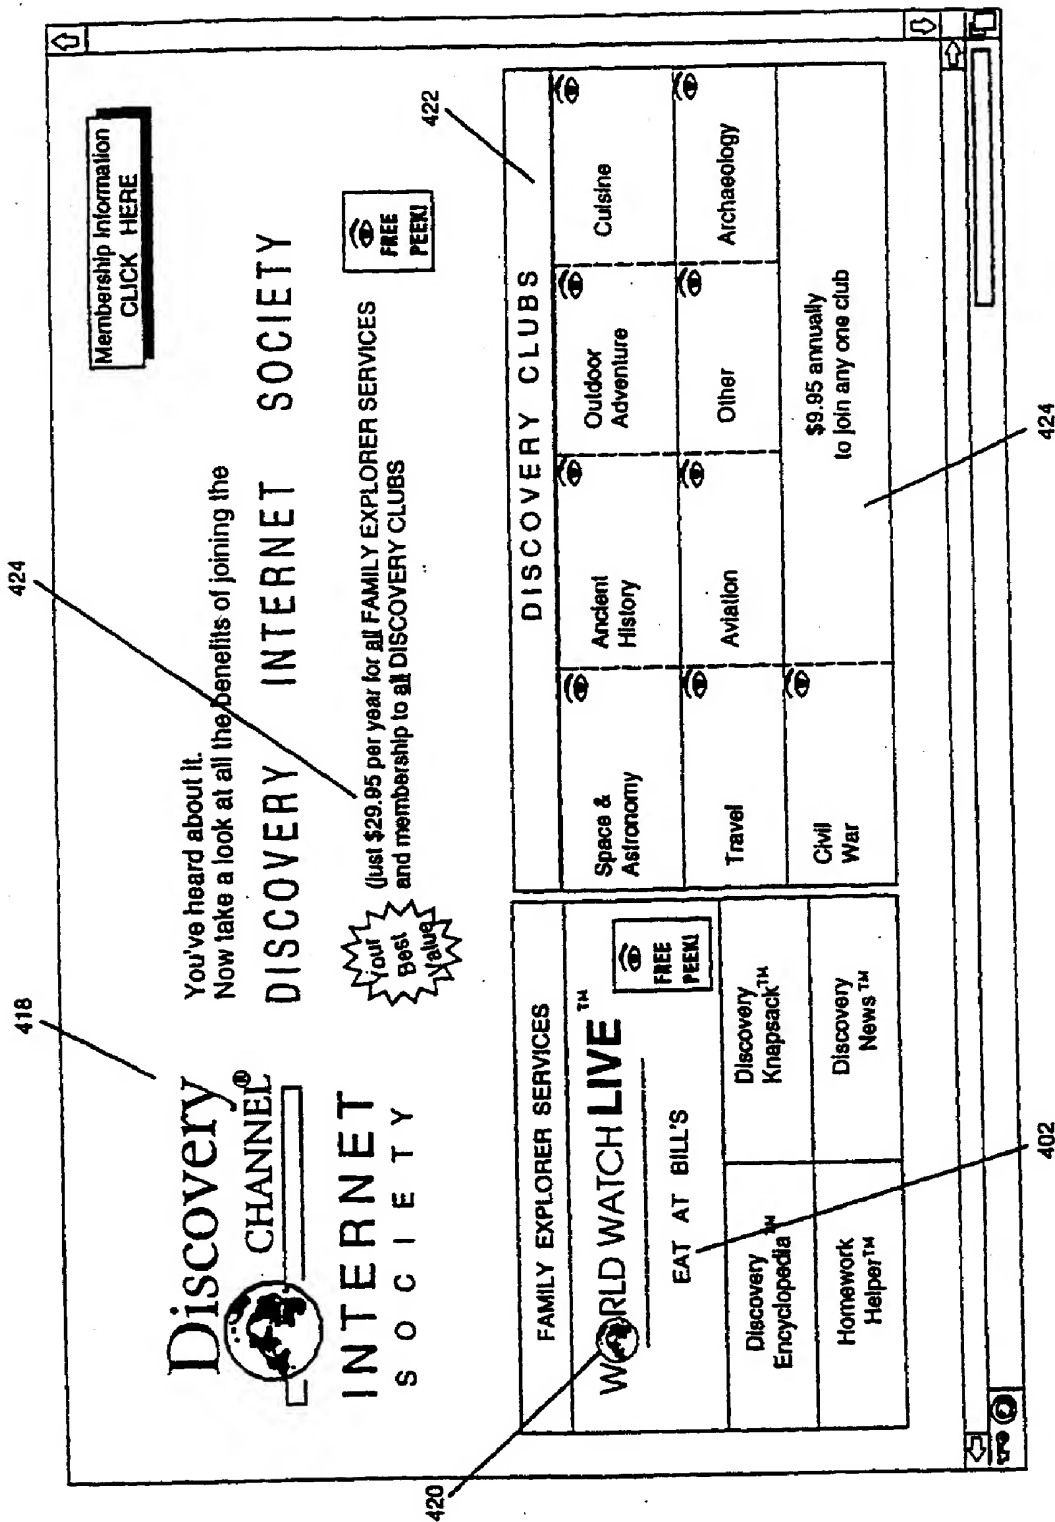 418
424
Membership Information
CLICK HERE
Discovery
CHANNEL®
INTERNET
SOCIETY
You've heard about it.
Now take a look at all the benefits of joining the
DISCOVERY INTERNET SOCIETY
Your
Best
Value!
(just $29.95 per year for all FAMILY EXPLORER SERVICES
and membership to all DISCOVERY CLUBS
FREE
PEEK!
422
420
FAMILY EXPLORER SERVICES
WORLD WATCH LIVE™
EAT AT BILL'S
FREE
PEEK!
Discovery
Encyclopedia™
Discovery
Knapsack™
Homework
Helper™
Discovery
News™
DISCOVERY CLUBS
Space &
Astronomy
Ancient
History
Outdoor
Adventure
Cuisine
Travel
Aviation
Other
Archaeology
Civil
War
$9.95 annually
to join any one club
402
424